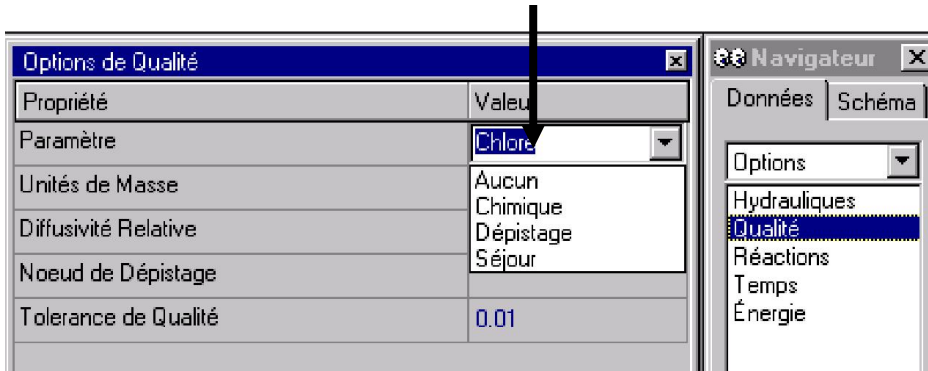 Options de Qualité
Propriété Valeu
Paramètre Chlore
Aucun
Unités de Masse
Chimique
Diffusivité Relative
Dépistage
Séjour
Noeud de Dépistage
Tolerance de Qualité 0.01
Navigateur
Données Schéma
Options
Hydrauliques
Qualité
Réactions
Temps
Énergie